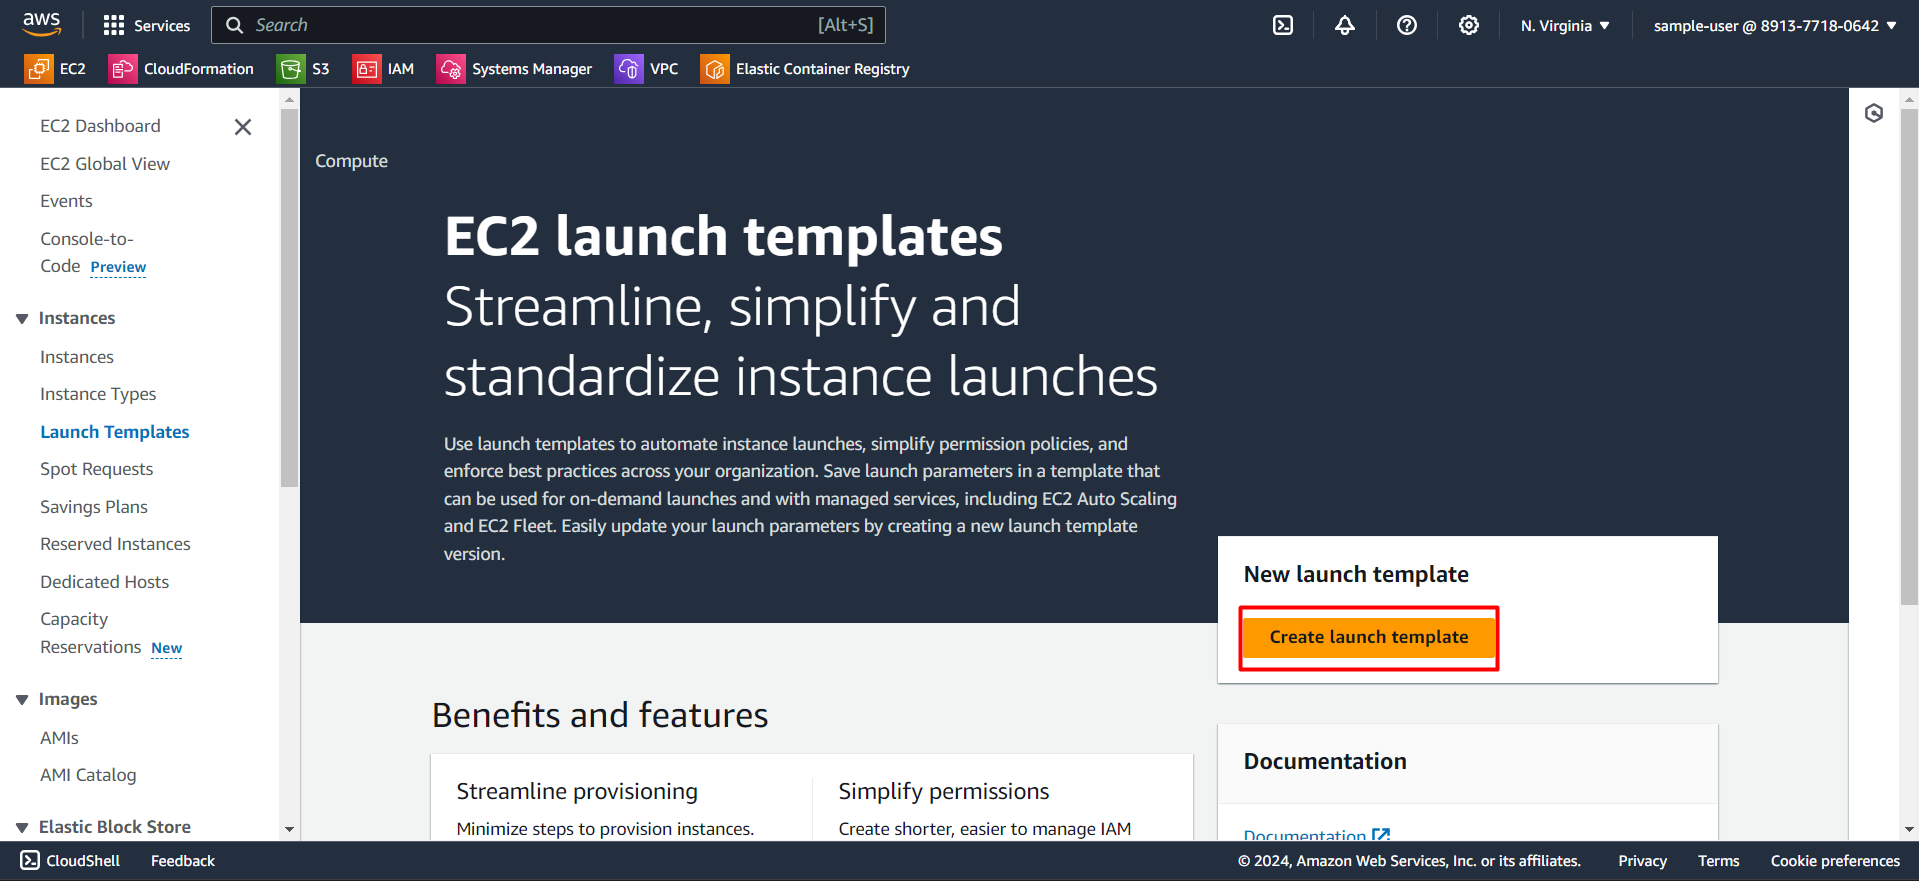 aws
Services
Search [Alt+S]
N. Virginia
sample-user @ 8913-7718-0642
EC2
CloudFormation
S3
IAM
Systems Manager
VPC
Elastic Container Registry
EC2 Dashboard
EC2 Global View
Events
Console-to-
Code Preview
Instances
Instances
Instance Types
Launch Templates
Spot Requests
Savings Plans
Reserved Instances
Dedicated Hosts
Capacity
Reservations New
Images
AMIs
AMI Catalog
Elastic Block Store
Compute
EC2 launch templates
Streamline, simplify and
standardize instance launches
Use launch templates to automate instance launches, simplify permission policies, and
enforce best practices across your organization. Save launch parameters in a template that
can be used for on-demand launches and with managed services, including EC2 Auto Scaling
and EC2 Fleet. Easily update your launch parameters by creating a new launch template
version.
New launch template
Create launch template
Benefits and features
Streamline provisioning
Minimize steps to provision instances.
Simplify permissions
Create shorter, easier to manage IAM
Documentation
Documentation
CloudShell
Feedback
© 2024, Amazon Web Services, Inc. or its affiliates.
Privacy
Terms
Cookie preferences